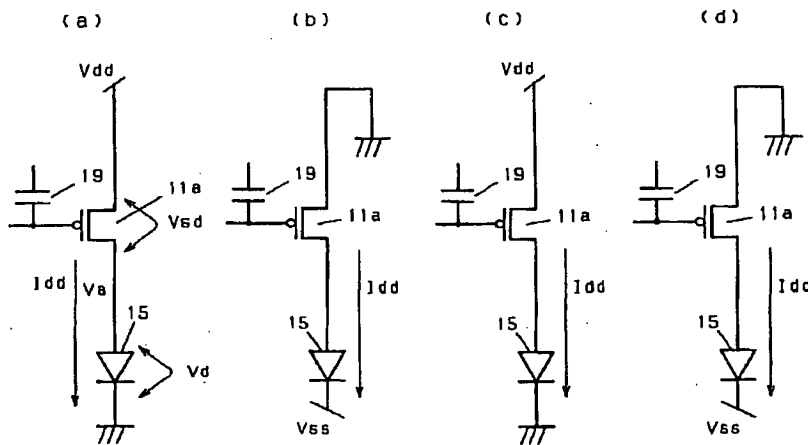 (a) (b) (c) (d)
Vdd Vdd
19 11a 19 19 19
Vsd 11a 11a 11a
Idd Va Idd Idd Idd
15 15 15 15
Vd
Vss Vss